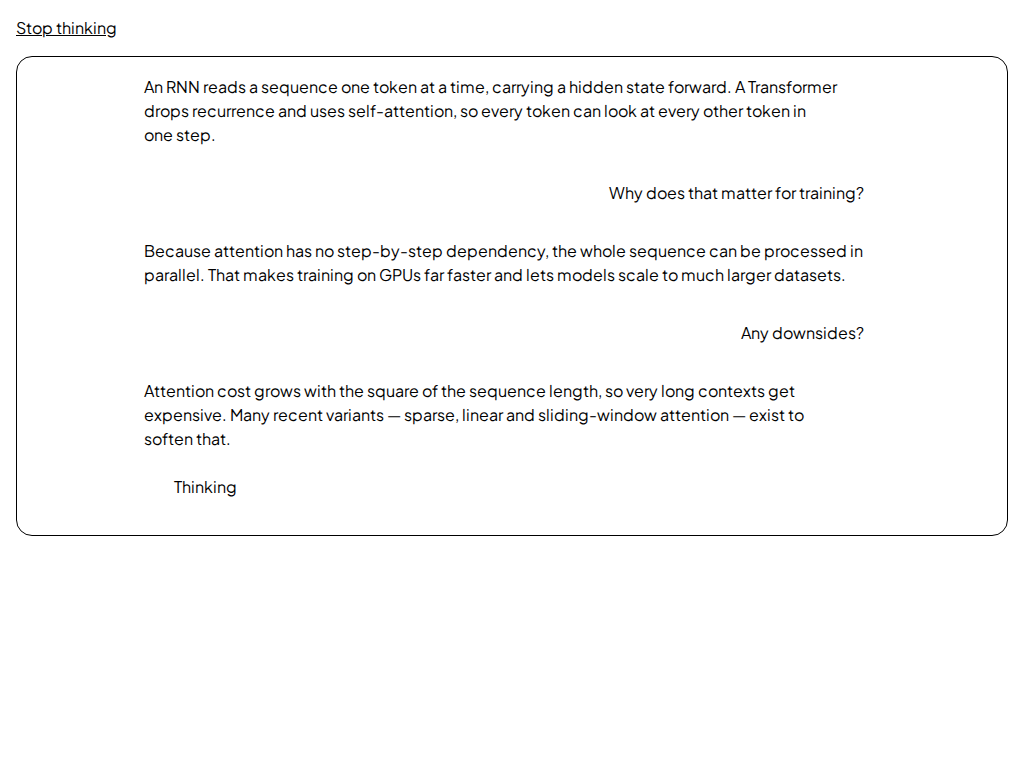 Stop thinking
An RNN reads a sequence one token at a time, carrying a hidden state forward. A Transformer
drops recurrence and uses self-attention, so every token can look at every other token in
one step.
Why does that matter for training?
Because attention has no step-by-step dependency, the whole sequence can be processed in
parallel. That makes training on GPUs far faster and lets models scale to much larger datasets.
Any downsides?
Attention cost grows with the square of the sequence length, so very long contexts get
expensive. Many recent variants — sparse, linear and sliding-window attention — exist to
soften that.
Thinking